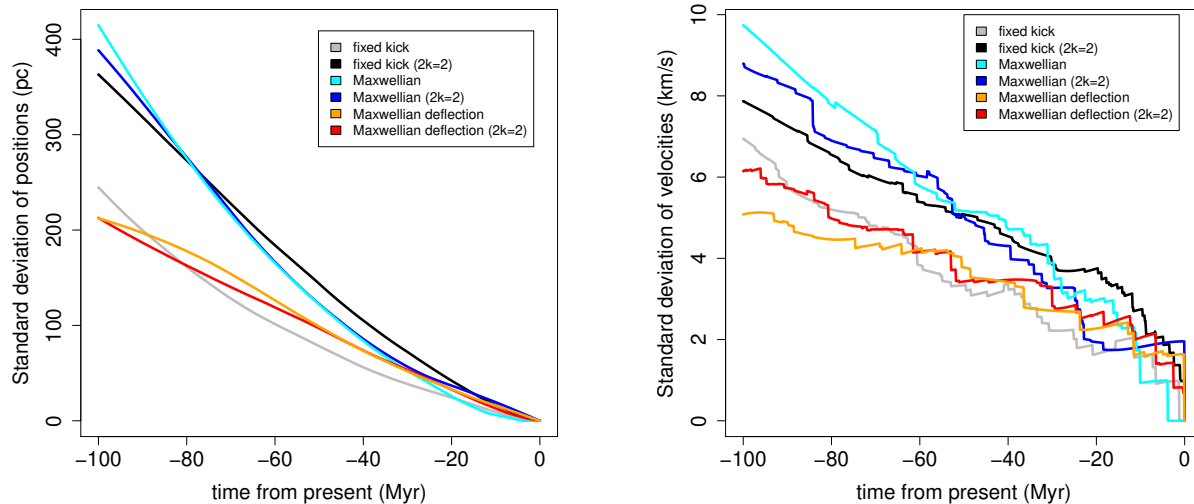 Standard deviation of positions (pc)
400
300
200
100
0
fixed kick
fixed kick (2k=2)
Maxwellian
Maxwellian (2k=2)
Maxwellian deflection
Maxwellian deflection (2k=2)
−100 −80 −60 −40 −20 0
time from present (Myr)
Standard deviation of velocities (km/s)
10
8
6
4
2
0
fixed kick
fixed kick (2k=2)
Maxwellian
Maxwellian (2k=2)
Maxwellian deflection
Maxwellian deflection (2k=2)
−100 −80 −60 −40 −20 0
time from present (Myr)